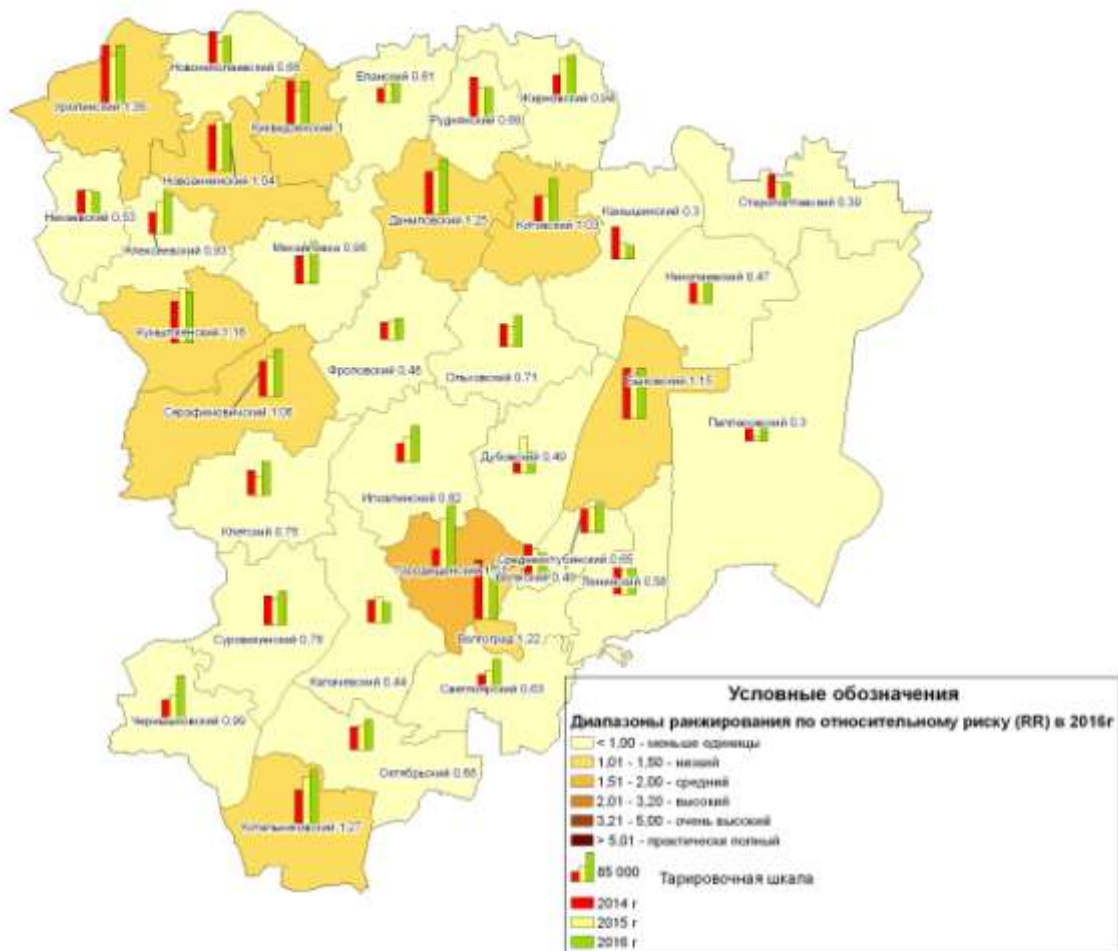 Новониколаевский 0,66
Еланский 0,61
Жирновский 0,94
Урюпинский 1,26
Киквидзенский 1
Руднянский 0,66
Новоаннинский 1,04
Старополтавский 0,39
Нехаевский 0,53
Даниловский 1,25
Котовский 1,03
Камышинский 0,3
Алексеевский 0,93
Михайловка 0,96
Николаевский 0,47
Кумылженский 1,16
Фроловский 0,46
Ольховский 0,71
Быковский 1,15
Серафимовичский 1,06
Палласовский 0,3
Дубовский 0,49
Клетский 0,75
Иловлинский 0,82
Городищенский
Среднеахтубинский 0,65
Волжский 0,40
Ленинский 0,56
Суровикинский 0,76
Волгоград 1,22
Калачевский 0,44
Светлоярский 0,63
Чернышковский 0,99
Октябрьский 0,66
Котельниковский 1,27
Условные обозначения
Диапазоны ранжирования по относительному риску (RR) в 2016г
< 1,00 - меньше единицы
1,01 - 1,50 - низкий
1,51 - 2,00 - средний
2,01 - 3,20 - высокий
3,21 - 5,00 - очень высокий
> 5,01 - практически полный
85 000 Тарировочная шкала
2014 г
2015 г
2016 г